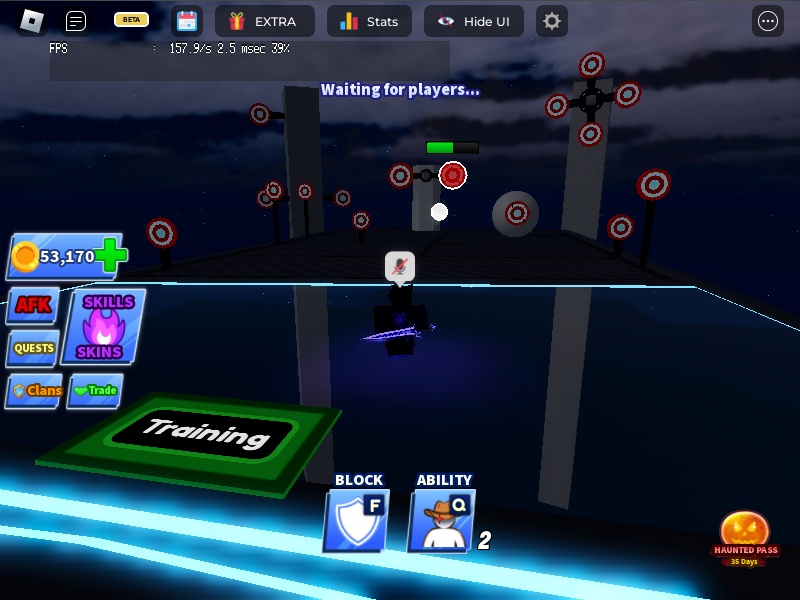 BETA
EXTRA
Stats
Hide UI
FPS : 157.9/s 2.5 msec 39%
Waiting for players...
53,170
AFK
SKILLS
SKINS
QUESTS
Clans
Trade
Training
BLOCK
F
ABILITY
Q
2
HAUNTED PASS
35 Days